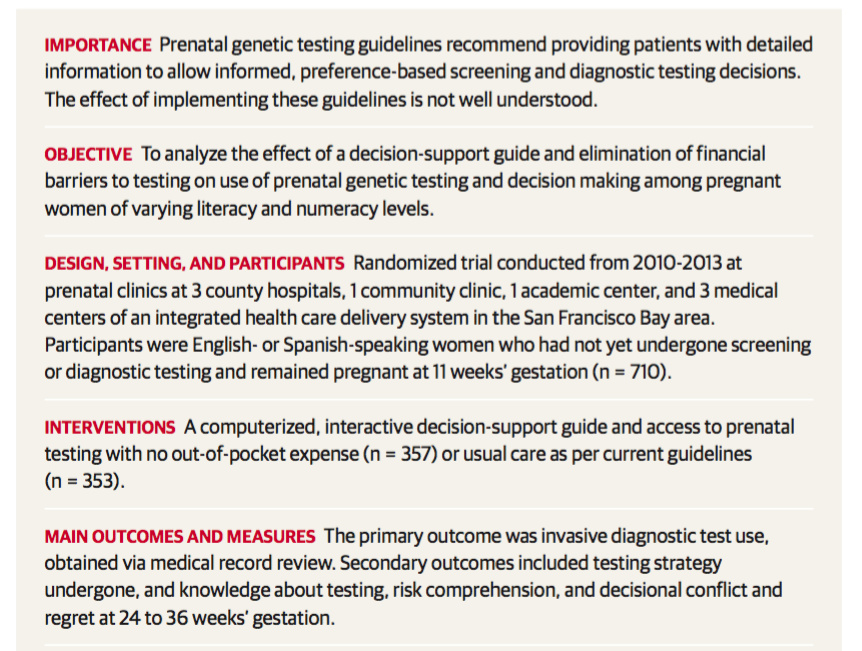 IMPORTANCE Prenatal genetic testing guidelines recommend providing patients with detailed
information to allow informed, preference-based screening and diagnostic testing decisions.
The effect of implementing these guidelines is not well understood.
OBJECTIVE To analyze the effect of a decision-support guide and elimination of financial
barriers to testing on use of prenatal genetic testing and decision making among pregnant
women of varying literacy and numeracy levels.
DESIGN, SETTING, AND PARTICIPANTS Randomized trial conducted from 2010-2013 at
prenatal clinics at 3 county hospitals, 1 community clinic, 1 academic center, and 3 medical
centers of an integrated health care delivery system in the San Francisco Bay area.
Participants were English- or Spanish-speaking women who had not yet undergone screening
or diagnostic testing and remained pregnant at 11 weeks’ gestation (n = 710).
INTERVENTIONS A computerized, interactive decision-support guide and access to prenatal
testing with no out-of-pocket expense (n = 357) or usual care as per current guidelines
(n = 353).
MAIN OUTCOMES AND MEASURES The primary outcome was invasive diagnostic test use,
obtained via medical record review. Secondary outcomes included testing strategy
undergone, and knowledge about testing, risk comprehension, and decisional conflict and
regret at 24 to 36 weeks’ gestation.